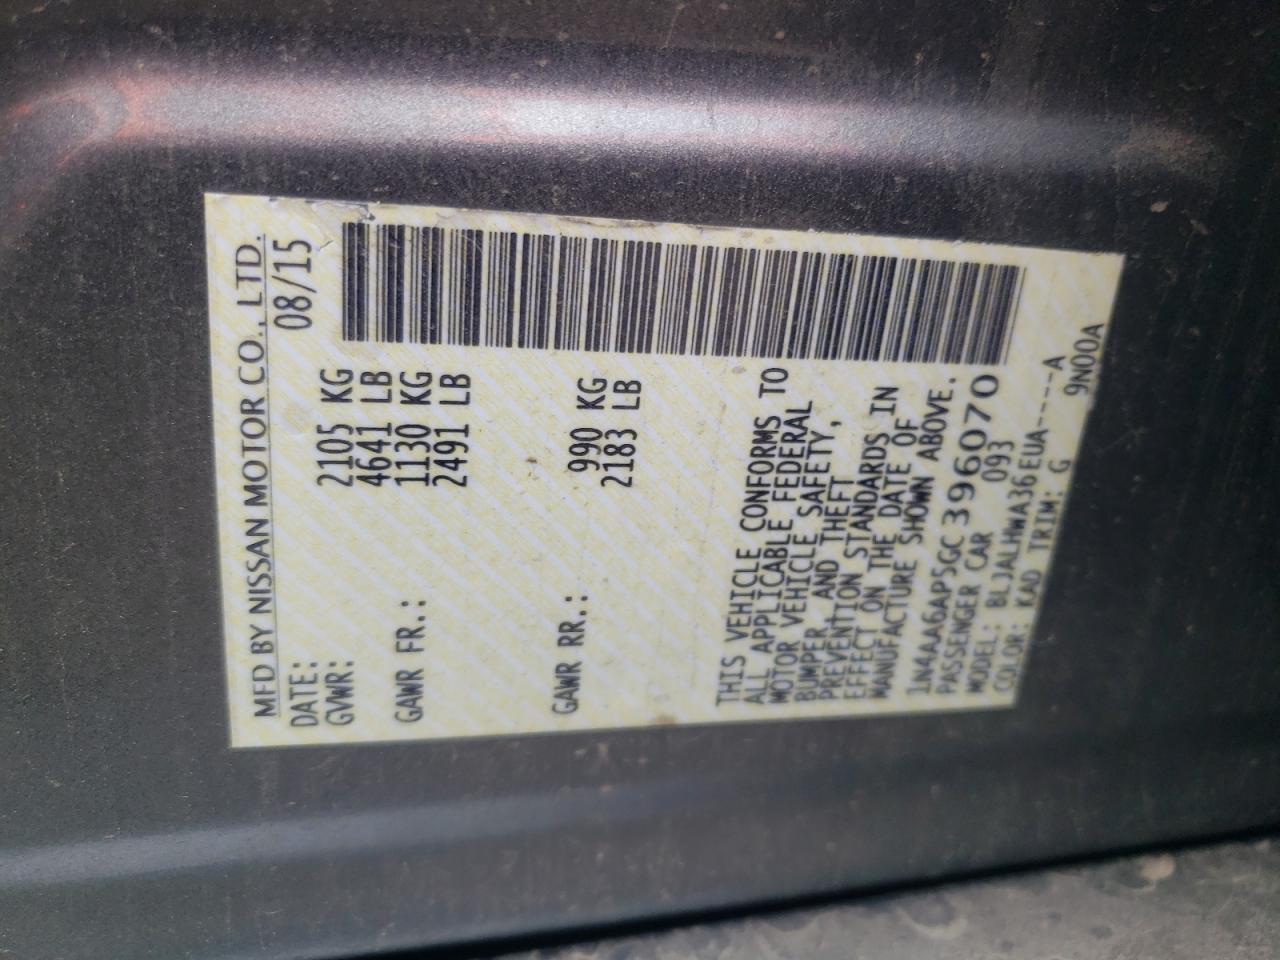 MFD BY NISSAN MOTOR CO., LTD.
DATE: 08/15
GVWR: 2105 KG
4641 LB
GAWR FR.: 1130 KG
2491 LB
GAWR RR.: 990 KG
2183 LB
THIS VEHICLE CONFORMS TO
ALL APPLICABLE FEDERAL
MOTOR VEHICLE SAFETY,
BUMPER, AND THEFT
PREVENTION STANDARDS IN
EFFECT ON THE DATE OF
MANUFACTURE SHOWN ABOVE.
1N4AA6AP5GC396070
PASSENGER CAR 093
MODEL: BLJALHWA36EUA-----A
COLOR: KAD TRIM: G 9N00A